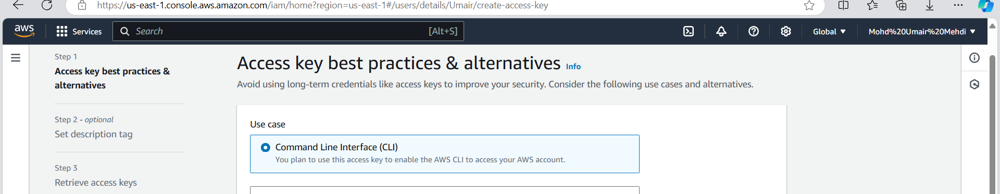 https://us-east-1.console.aws.amazon.com/iam/home?region=us-east-1#/users/details/Umair/create-access-key
aws
Services
Search
[Alt+S]
Global
Mohd%20Umair%20Mehdi
Step 1
Access key best practices &
alternatives
Step 2 - optional
Set description tag
Step 3
Retrieve access keys
Access key best practices & alternatives Info
Avoid using long-term credentials like access keys to improve your security. Consider the following use cases and alternatives.
Use case
Command Line Interface (CLI)
You plan to use this access key to enable the AWS CLI to access your AWS account.